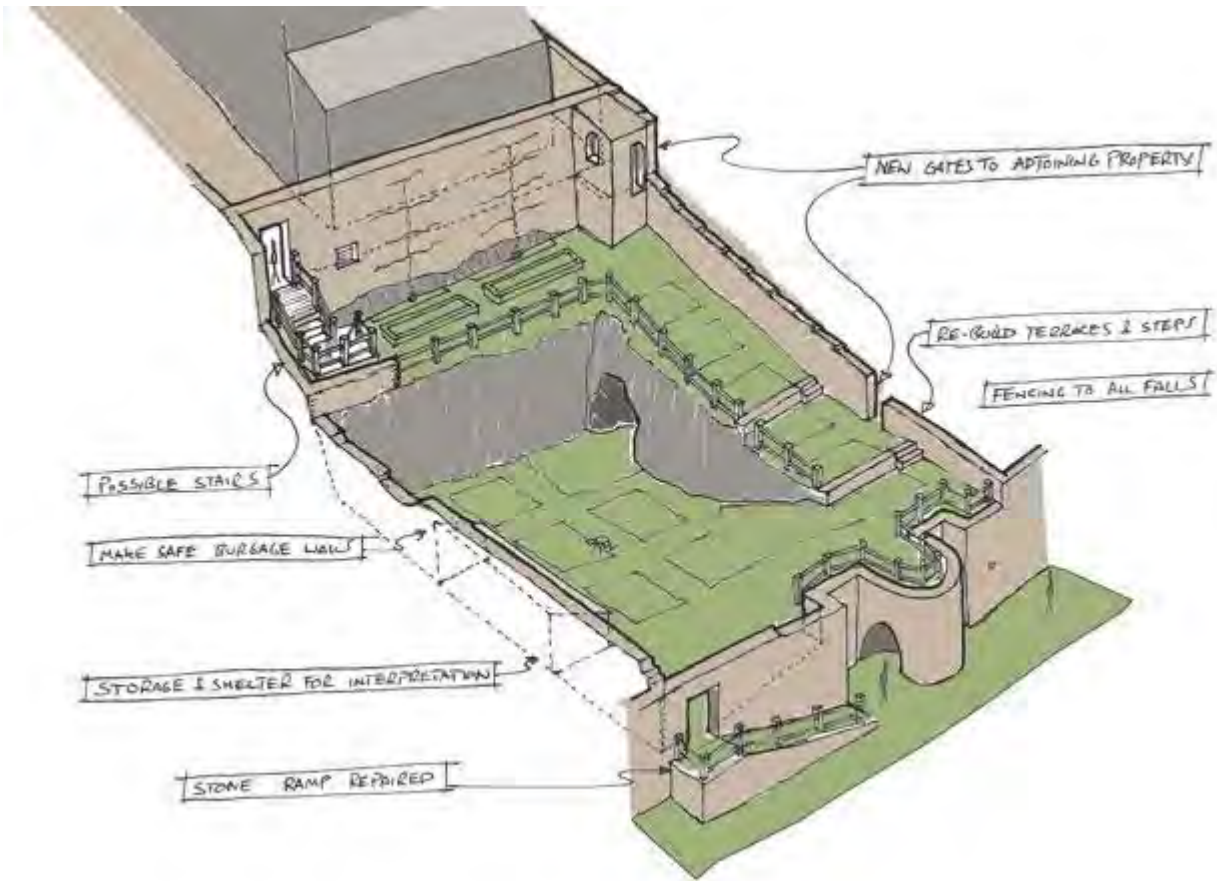 NEW GATES TO ADJOINING PROPERTY
RE-BUILD TERRACES & STEPS
FENCING TO ALL FALLS
POSSIBLE STAIRS
MAKE SAFE BURGAGE WALLS
STORAGE & SHELTER FOR INTERPRETATION
STONE RAMP REPAIRED